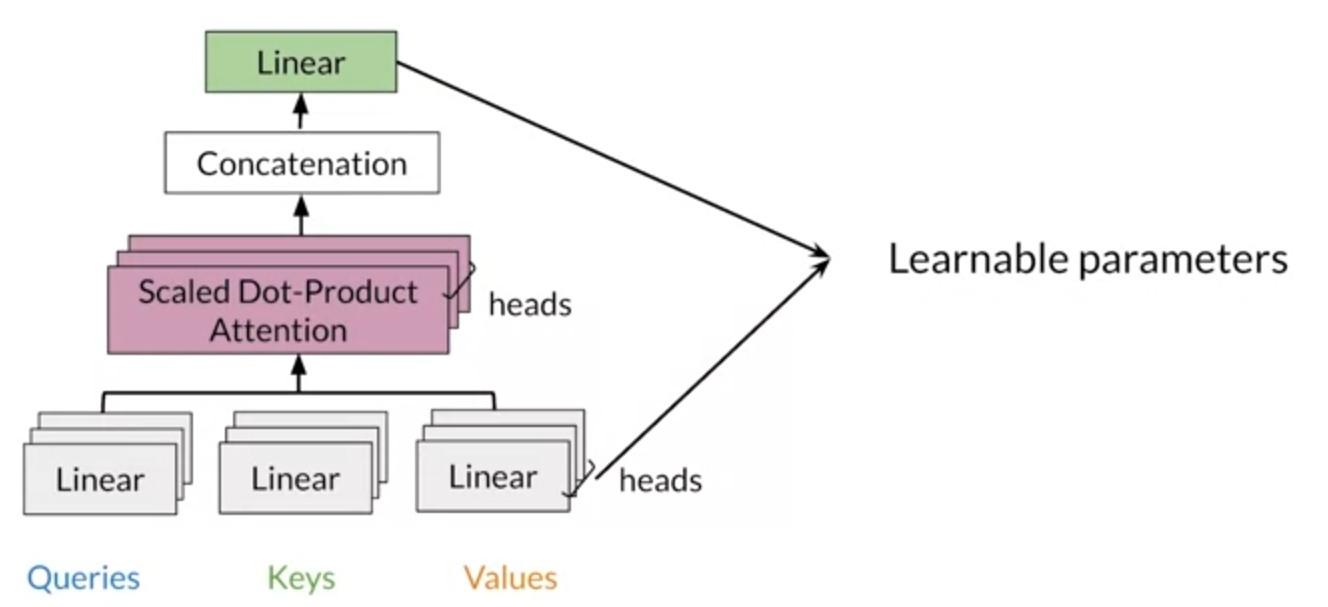 Linear
Concatenation
Scaled Dot-Product
Attention
heads
Learnable parameters
Linear
Linear
Linear
heads
Queries
Keys
Values